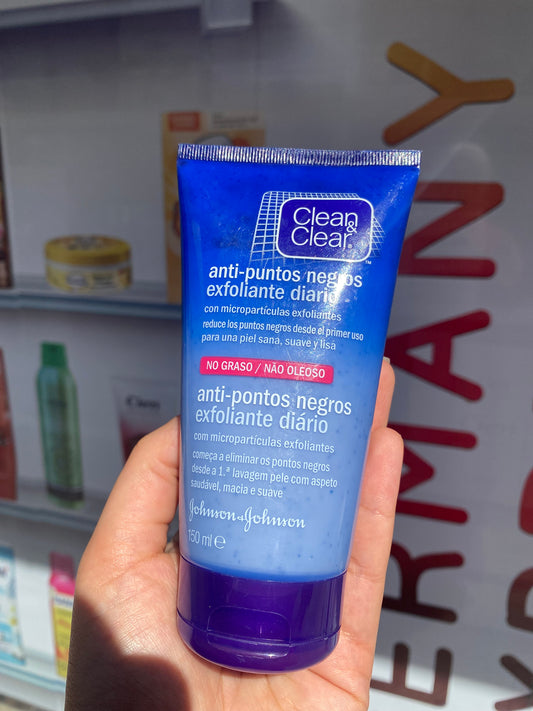 Clean &
Clear®
™
anti-puntos negros
exfoliante diario
con micropartículas exfoliantes
reduce los puntos negros desde el primer uso
para una piel sana, suave y lisa
NO GRASO / NÃO OLEOSO
anti-pontos negros
exfoliante diário
com micropartículas exfoliantes
começa a eliminar os pontos negros
desde a 1.ª lavagem pele com aspeto
saudável, macia e suave
Johnson & Johnson
150 ml ℮